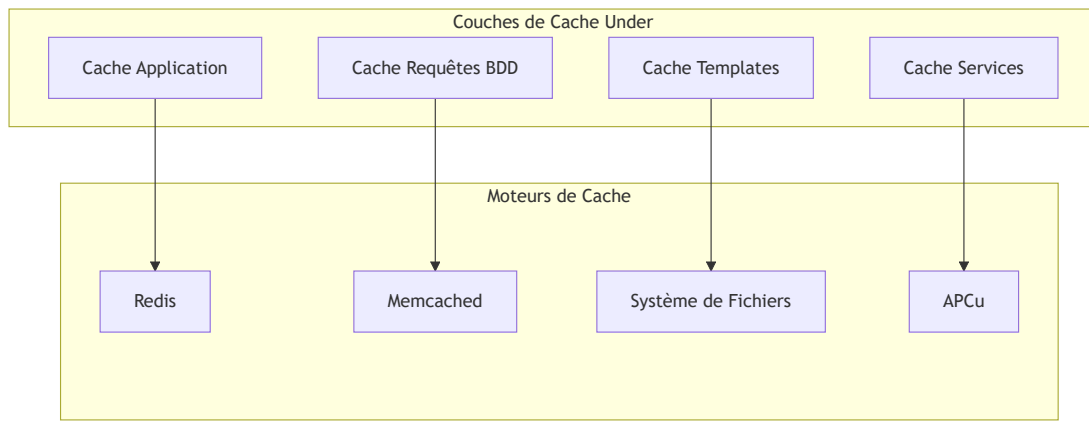 Couches de Cache Under
Cache Application
Cache Requêtes BDD
Cache Templates
Cache Services
Moteurs de Cache
Redis
Memcached
Système de Fichiers
APCu